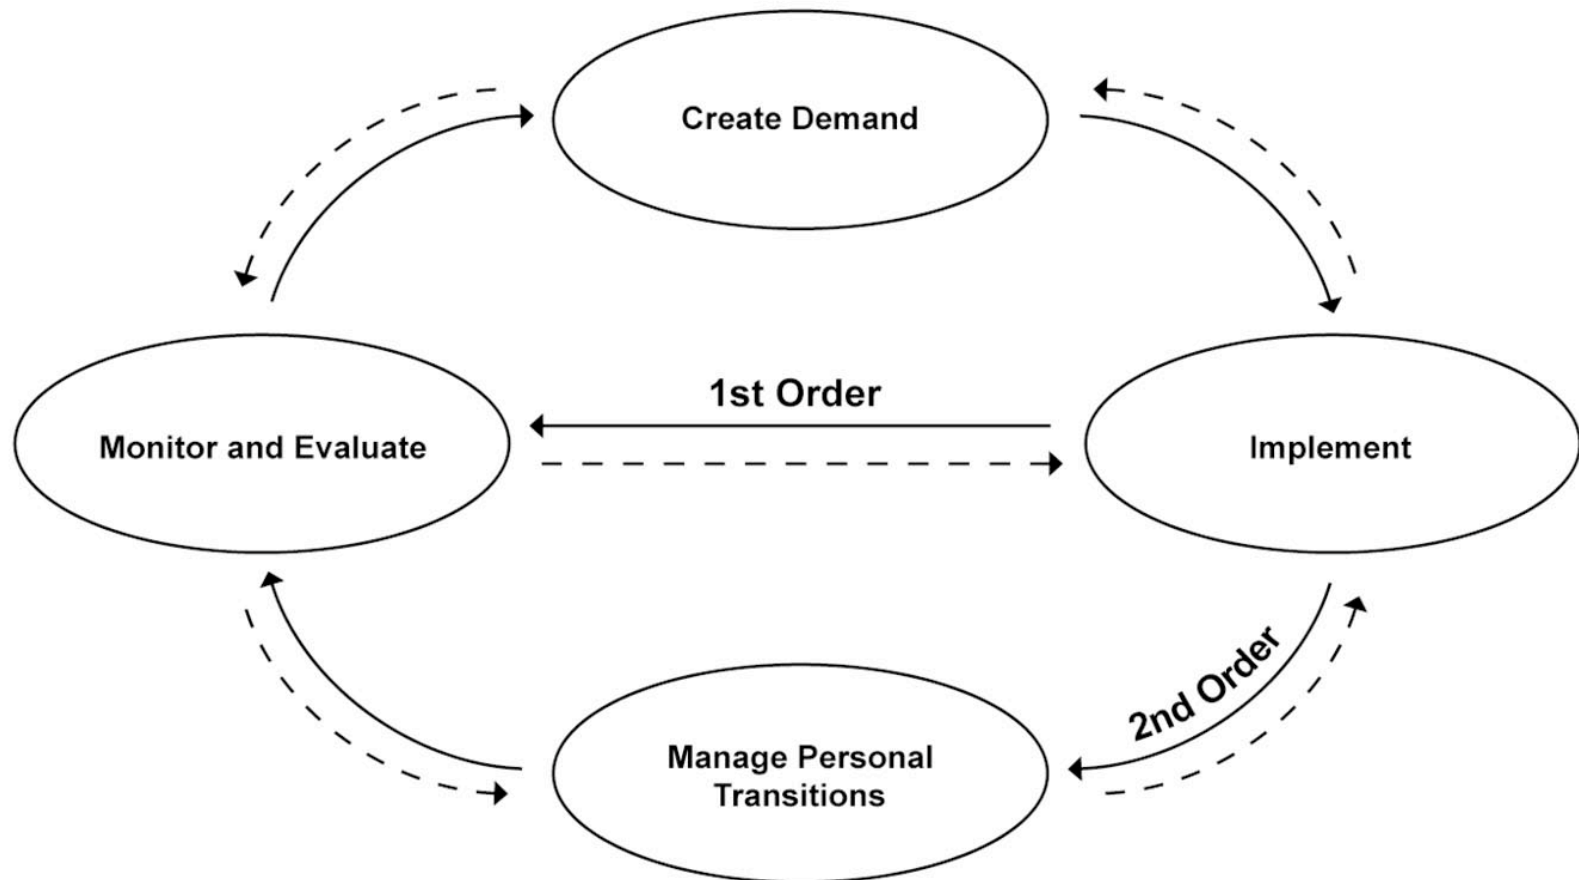 Create Demand
1st Order
Monitor and Evaluate
Implement
2nd Order
Manage Personal
Transitions